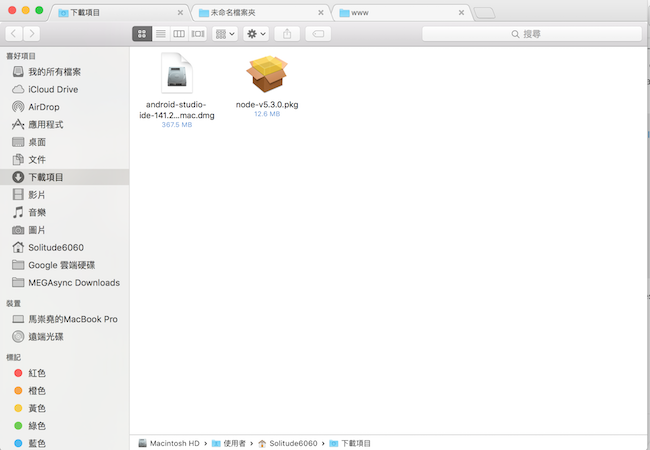 下載項目
未命名檔案夾
www
搜尋
喜好項目
我的所有檔案
iCloud Drive
AirDrop
應用程式
桌面
文件
下載項目
影片
音樂
圖片
Solitude6060
Google 雲端硬碟
MEGAsync Downloads
裝置
馬崇堯的MacBook Pro
遠端光碟
標記
紅色
橙色
黃色
綠色
藍色
android-studio-
ide-141.2...mac.dmg
367.5 MB
node-v5.3.0.pkg
12.6 MB
Macintosh HD › 使用者 › Solitude6060 › 下載項目